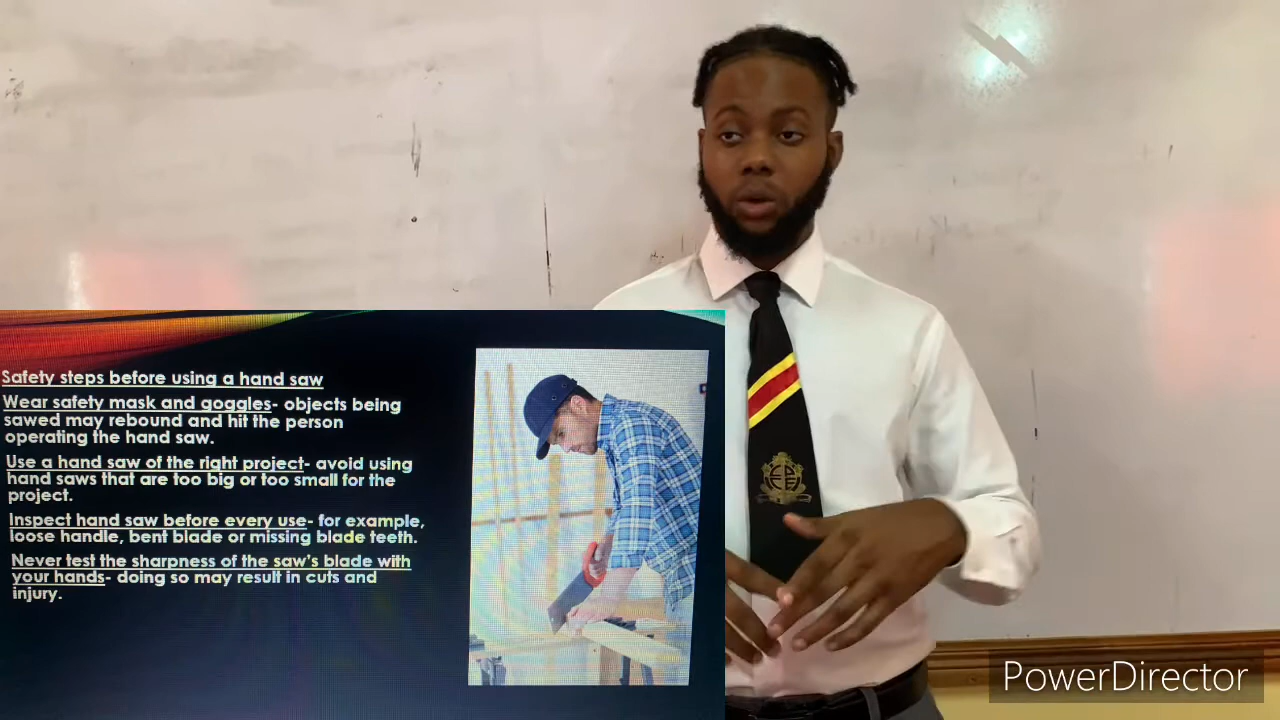 Safety steps before using a hand saw
Wear safety mask and goggles- objects being
sawed may rebound and hit the person
operating the hand saw.
Use a hand saw of the right project- avoid using
hand saws that are too big or too small for the
project.
Inspect hand saw before every use- for example,
loose handle, bent blade or missing blade teeth.
Never test the sharpness of the saw's blade with
your hands- doing so may result in cuts and
injury.
PowerDirector